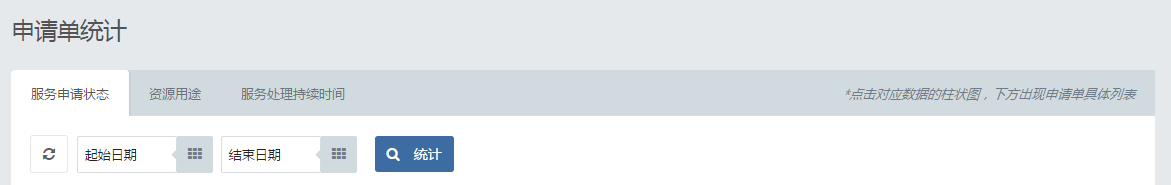 申请单统计
服务申请状态 资源用途 服务处理持续时间 *点击对应数据的柱状图，下方出现申请单具体列表
起始日期 结束日期 统计